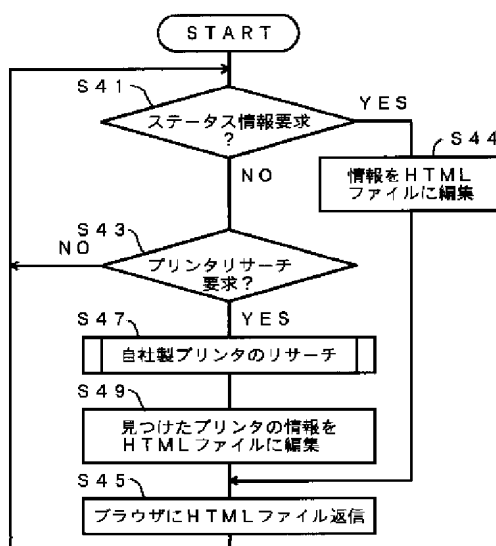 START
S41
ステータス情報要求
?
YES
S44
情報をHTML
ファイルに編集
NO
S43
NO
プリンタリサーチ
要求?
YES
S47
自社製プリンタのリサーチ
S49
見つけたプリンタの情報を
HTMLファイルに編集
S45
ブラウザにHTMLファイル返信